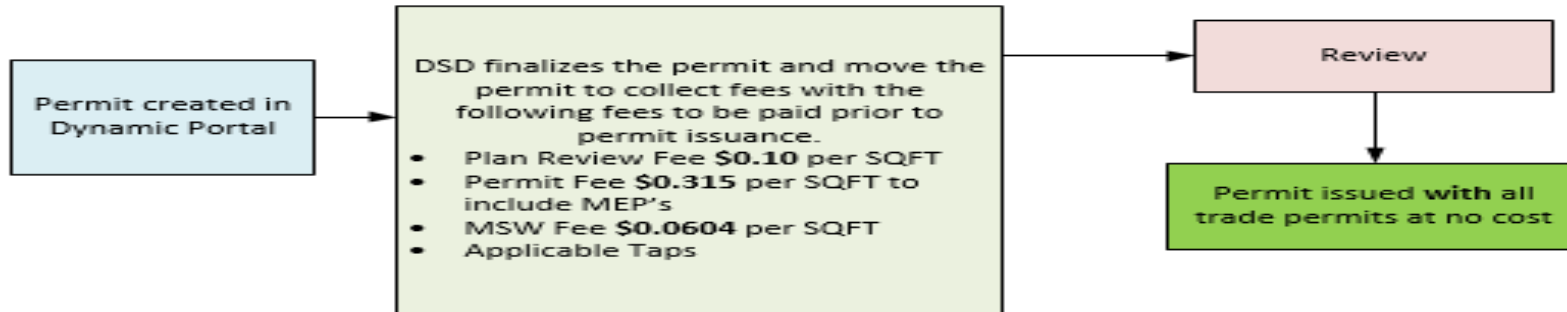 Permit created in
Dynamic Portal
DSD finalizes the permit and move the
permit to collect fees with the
following fees to be paid prior to
permit issuance.
• Plan Review Fee $0.10 per SQFT
• Permit Fee $0.315 per SQFT to
include MEP's
• MSW Fee $0.0604 per SQFT
• Applicable Taps
Review
Permit issued with all
trade permits at no cost